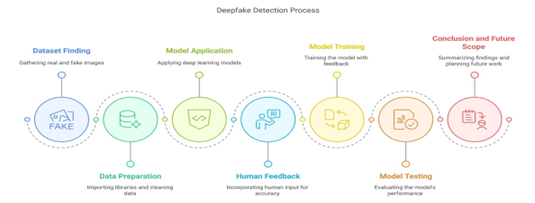 Deepfake Detection Process
Dataset Finding
Gathering real and fake images
Model Application
Applying deep learning models
Model Training
Training the model with
feedback
Conclusion and Future
Scope
Summarizing findings and
planning future work
FAKE
HI
Data Preparation
Importing libraries and cleaning
data
Human Feedback
Incorporating human input for
accuracy
Model Testing
Evaluating the model's
performance